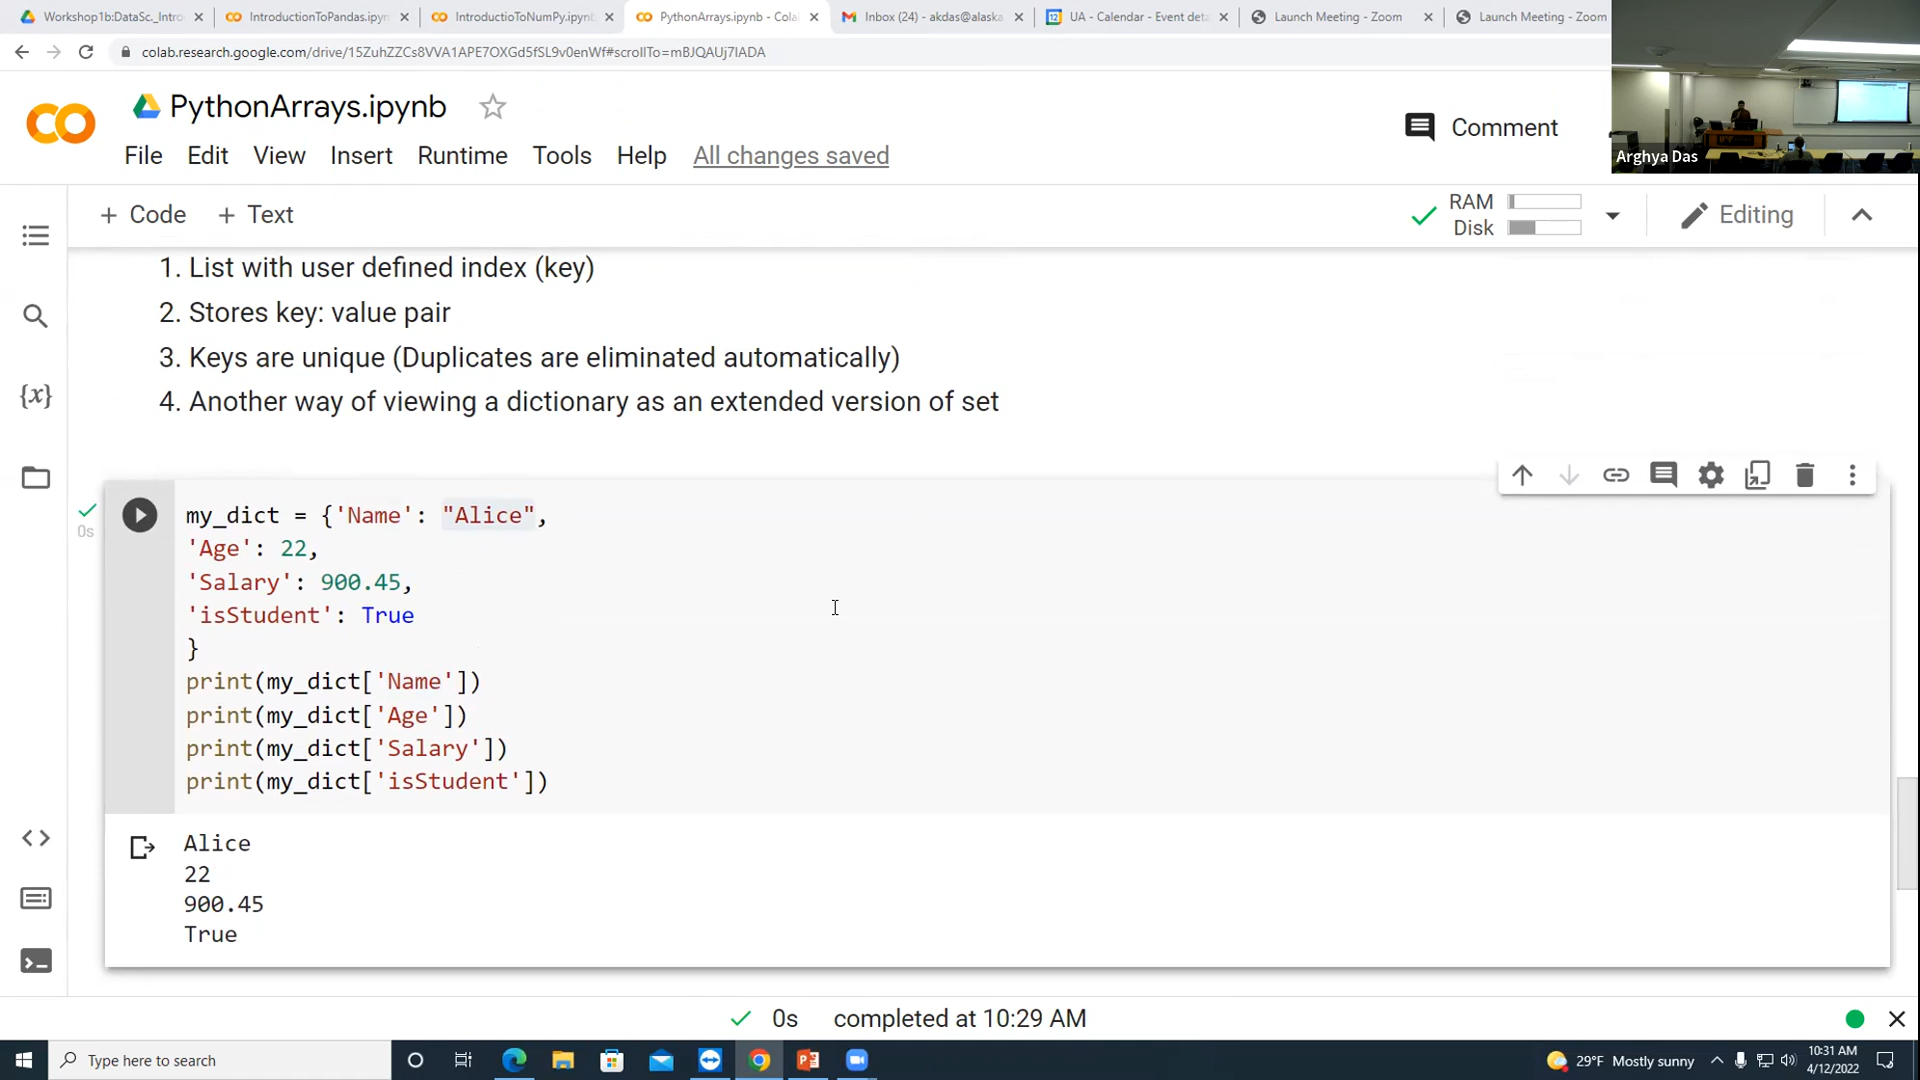 Workshop1b:DataSc._Intro
IntroductionToPandas.ipyn
IntroductioToNumPy.ipynb
PythonArrays.ipynb - Cola
Inbox (24) - akdas@alaska
UA - Calendar - Event deta
Launch Meeting - Zoom
Launch Meeting - Zoom
colab.research.google.com/drive/15ZuhZZCs8VVA1APE7OXGd5fSL9v0enWf#scrollTo=mBJQAUj7IADA
PythonArrays.ipynb
Comment
Arghya Das
File Edit View Insert Runtime Tools Help All changes saved
+ Code + Text
RAM
Disk
Editing
1. List with user defined index (key)
2. Stores key: value pair
3. Keys are unique (Duplicates are eliminated automatically)
4. Another way of viewing a dictionary as an extended version of set
{x}
0s
my_dict = {'Name': "Alice",
'Age': 22,
'Salary': 900.45,
'isStudent': True
}
print(my_dict['Name'])
print(my_dict['Age'])
print(my_dict['Salary'])
print(my_dict['isStudent'])
Alice
22
900.45
True
0s completed at 10:29 AM
Type here to search
29°F Mostly sunny
10:31 AM
4/12/2022